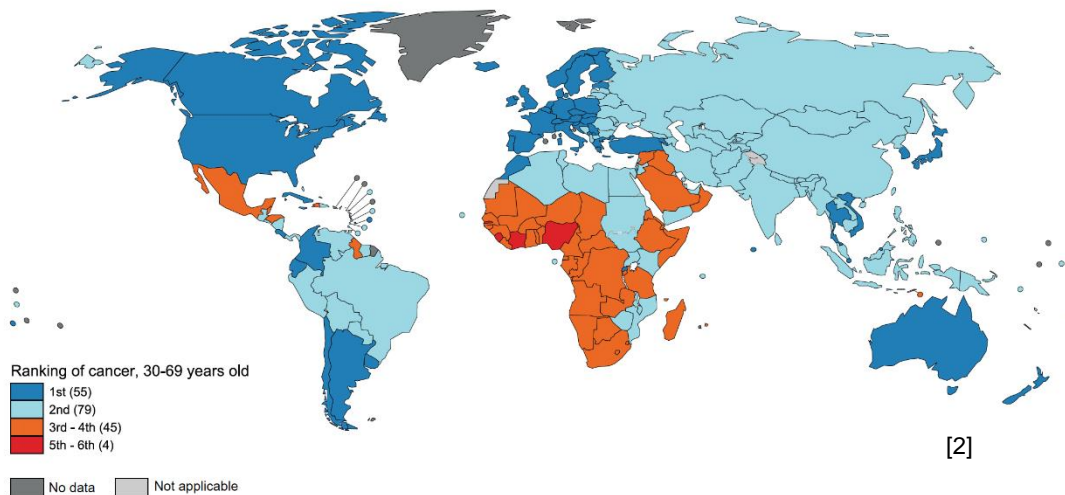 Ranking of cancer, 30-69 years old
1st (55)
2nd (79)
3rd - 4th (45)
5th - 6th (4)
No data
Not applicable
[2]